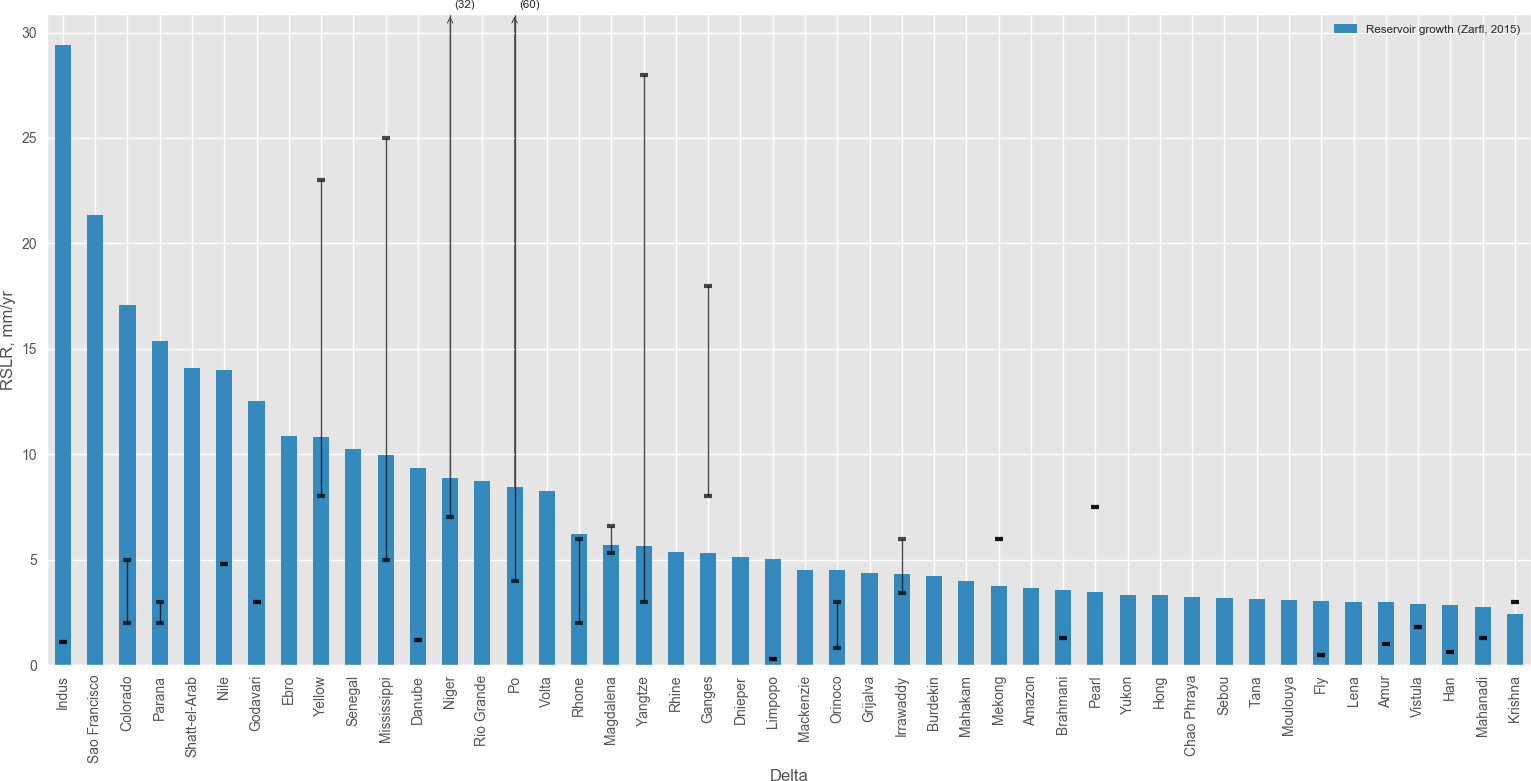 (32)
(60)
Reservoir growth (Zarfl, 2015)
30
25
20
15
10
5
0
RSLR, mm/yr
Indus
Sao Francisco
Colorado
Parana
Shatt-el-Arab
Nile
Godavari
Ebro
Yellow
Senegal
Mississippi
Danube
Niger
Rio Grande
Po
Volta
Rhone
Magdalena
Yangtze
Rhine
Ganges
Dnieper
Limpopo
Mackenzie
Orinoco
Grijalva
Irrawaddy
Burdekin
Mahakam
Mekong
Amazon
Brahmani
Pearl
Yukon
Hong
Chao Phraya
Sebou
Tana
Moulouya
Fly
Lena
Amur
Vistula
Han
Mahanadi
Krishna
Delta